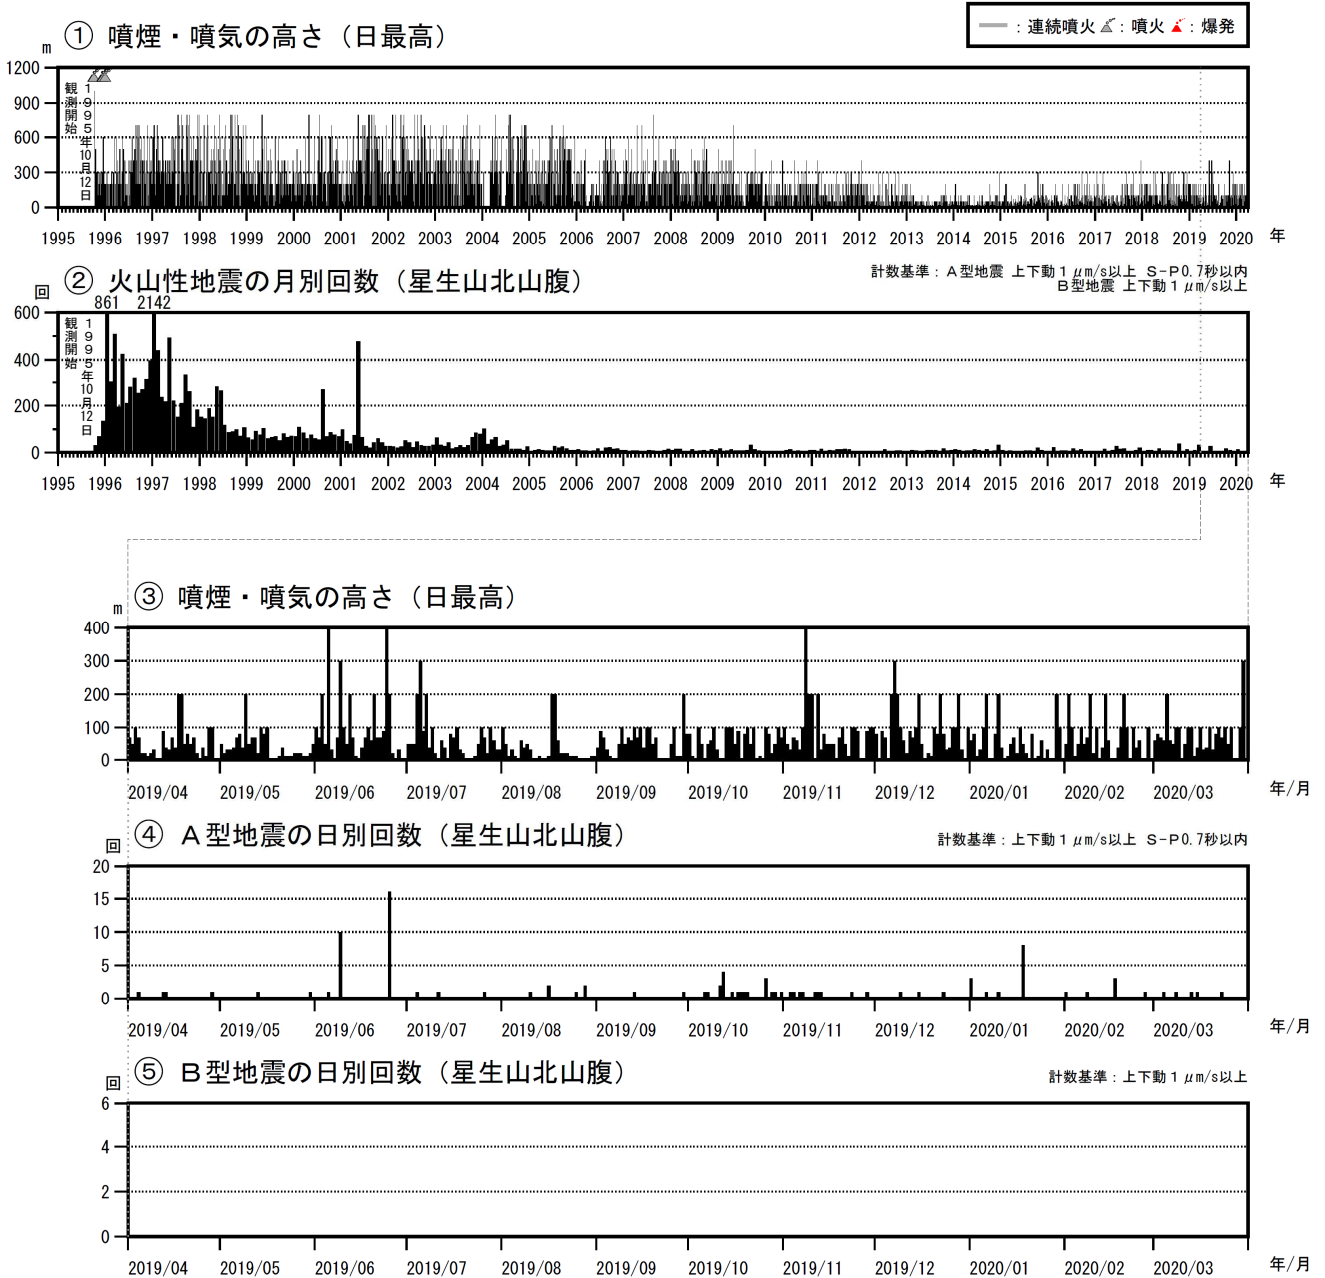 ━━：連続噴火 ：噴火 ：爆発
① 噴煙・噴気の高さ（日最高）
m
1200
900
600
300
0
観測開始
1995年10月12日
1995 1996 1997 1998 1999 2000 2001 2002 2003 2004 2005 2006 2007 2008 2009 2010 2011 2012 2013 2014 2015 2016 2017 2018 2019 2020 年
② 火山性地震の月別回数（星生山北山腹）
計数基準：A型地震 上下動1μm/s以上 S-P0.7秒以内
B型地震 上下動1μm/s以上
回
861 2142
600
400
200
0
観測開始
1995年10月12日
1995 1996 1997 1998 1999 2000 2001 2002 2003 2004 2005 2006 2007 2008 2009 2010 2011 2012 2013 2014 2015 2016 2017 2018 2019 2020 年
③ 噴煙・噴気の高さ（日最高）
m
400
300
200
100
0
2019/04 2019/05 2019/06 2019/07 2019/08 2019/09 2019/10 2019/11 2019/12 2020/01 2020/02 2020/03 年/月
④ A型地震の日別回数（星生山北山腹）
計数基準：上下動1μm/s以上 S-P0.7秒以内
回
20
15
10
5
0
2019/04 2019/05 2019/06 2019/07 2019/08 2019/09 2019/10 2019/11 2019/12 2020/01 2020/02 2020/03 年/月
⑤ B型地震の日別回数（星生山北山腹）
計数基準：上下動1μm/s以上
回
6
4
2
0
2019/04 2019/05 2019/06 2019/07 2019/08 2019/09 2019/10 2019/11 2019/12 2020/01 2020/02 2020/03 年/月